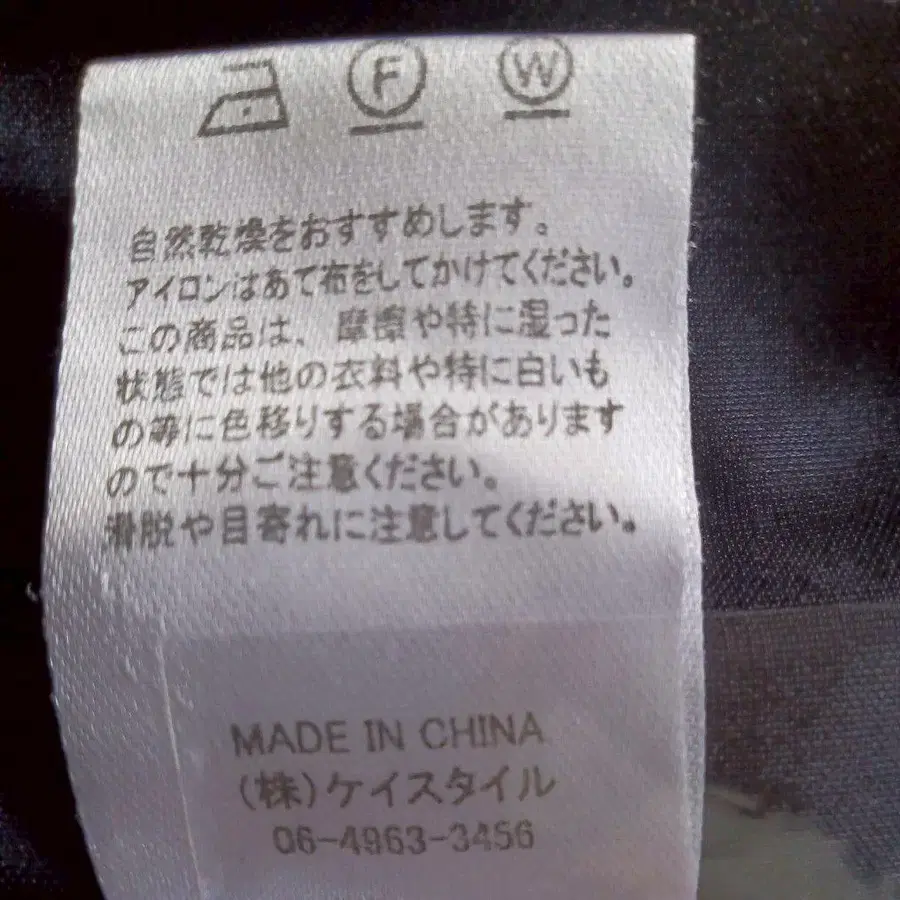 F W
自然乾燥をおすすめします。
アイロンはあて布をしてかけてください。
この商品は、摩擦や特に湿った
状態では他の衣料や特に白いも
の等に色移りする場合があります
ので十分ご注意ください。
滑脱や目寄れに注意してください。
MADE IN CHINA
(株)ケイスタイル
06-4963-3456